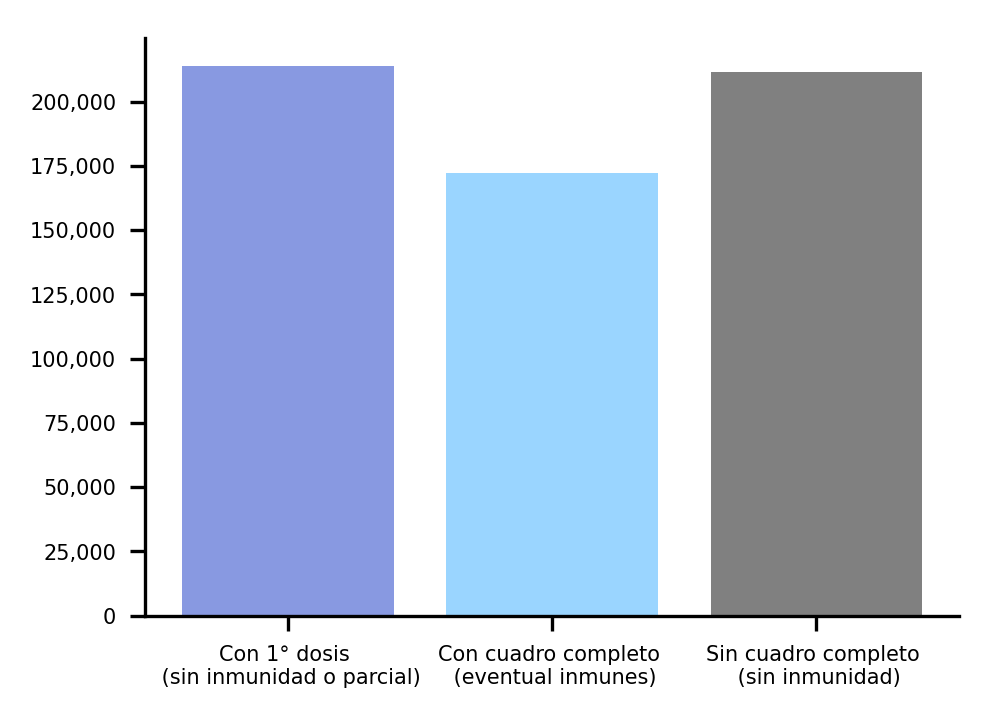 200,000
175,000
150,000
125,000
100,000
75,000
50,000
25,000
0
Con 1° dosis
(sin inmunidad o parcial)
Con cuadro completo
(eventual inmunes)
Sin cuadro completo
(sin inmunidad)